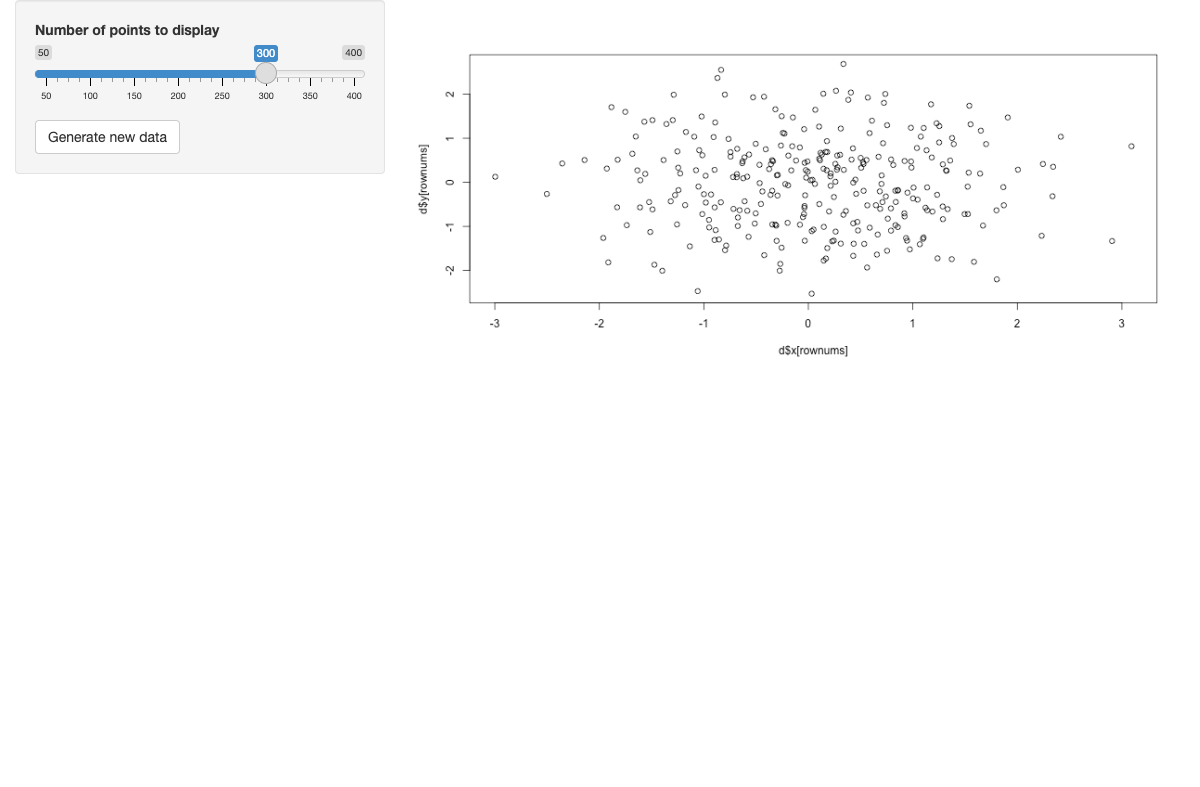 Number of points to display
50 300 400
50 100 150 200 250 300 350 400
Generate new data
d$y[rownums]
2
1
0
-1
-2
-3 -2 -1 0 1 2 3
d$x[rownums]